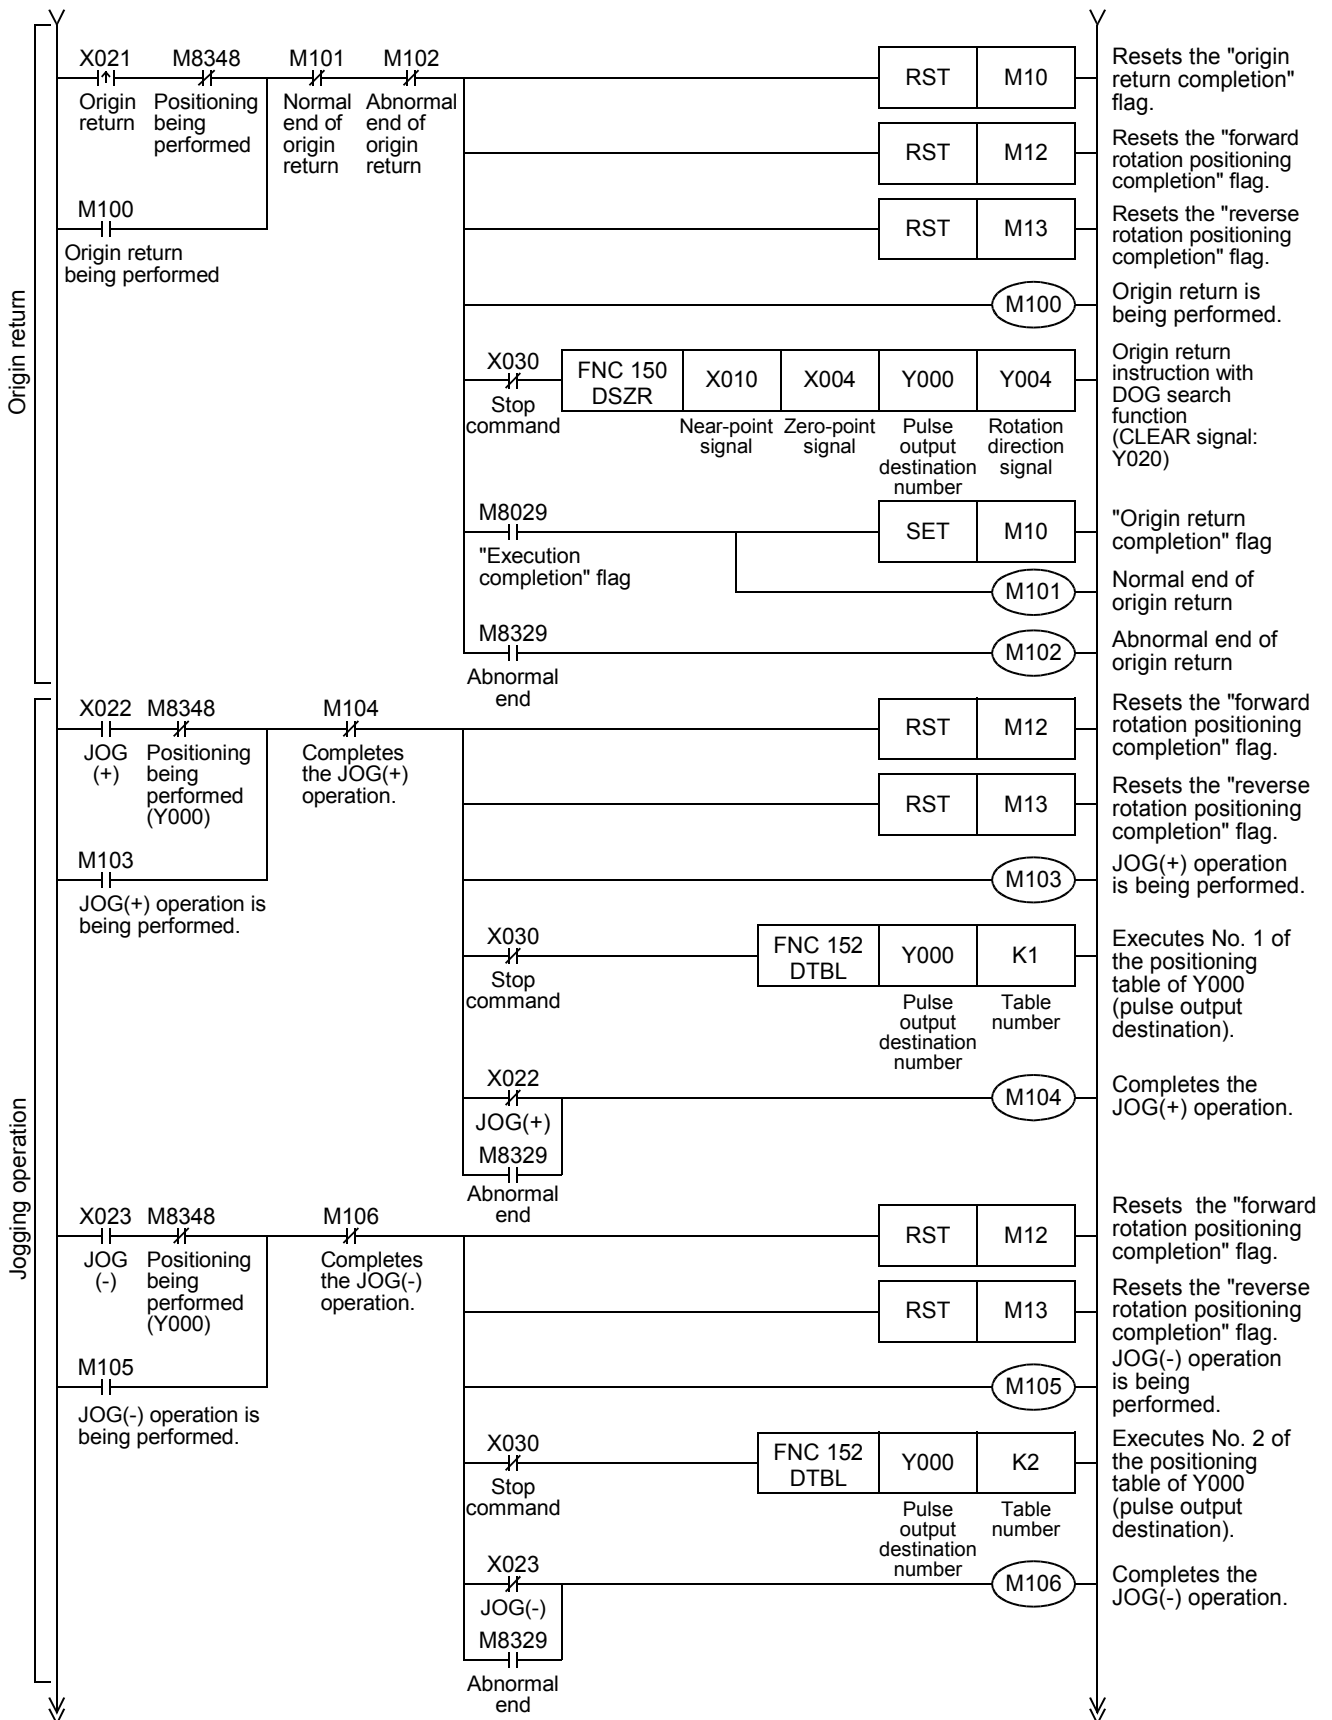 Origin return
X021
Origin
return
M8348
Positioning
being
performed
M101
Normal
end of
origin
return
M102
Abnormal
end of
origin
return
RST M10
Resets the "origin
return completion"
flag.
RST M12
Resets the "forward
rotation positioning
completion" flag.
M100
Origin return
being performed
RST M13
Resets the "reverse
rotation positioning
completion" flag.
M100
Origin return is
being performed.
X030
Stop
command
FNC 150
DSZR
X010
X004
Y000
Y004
Near-point
signal
Zero-point
signal
Pulse
output
destination
number
Rotation
direction
signal
Origin return
instruction with
DOG search
function
(CLEAR signal:
Y020)
M8029
"Execution
completion" flag
SET M10
"Origin return
completion" flag
M101
Normal end of
origin return
M8329
Abnormal
end
M102
Abnormal end of
origin return
Jogging operation
X022
JOG
(+)
M8348
Positioning
being
performed
(Y000)
M104
Completes
the JOG(+)
operation.
RST M12
Resets the "forward
rotation positioning
completion" flag.
RST M13
Resets the "reverse
rotation positioning
completion" flag.
M103
JOG(+) operation is
being performed.
M103
JOG(+) operation
is being performed.
X030
Stop
command
FNC 152
DTBL
Y000
K1
Pulse
output
destination
number
Table
number
Executes No. 1 of
the positioning
table of Y000
(pulse output
destination).
X022
JOG(+)
M8329
Abnormal
end
M104
Completes the
JOG(+) operation.
X023
JOG
(-)
M8348
Positioning
being
performed
(Y000)
M106
Completes
the JOG(-)
operation.
RST M12
Resets the "forward
rotation positioning
completion" flag.
RST M13
Resets the "reverse
rotation positioning
completion" flag.
M105
JOG(-) operation is
being performed.
M105
JOG(-) operation
is being
performed.
X030
Stop
command
FNC 152
DTBL
Y000
K2
Pulse
output
destination
number
Table
number
Executes No. 2 of
the positioning
table of Y000
(pulse output
destination).
X023
JOG(-)
M8329
Abnormal
end
M106
Completes the
JOG(-) operation.